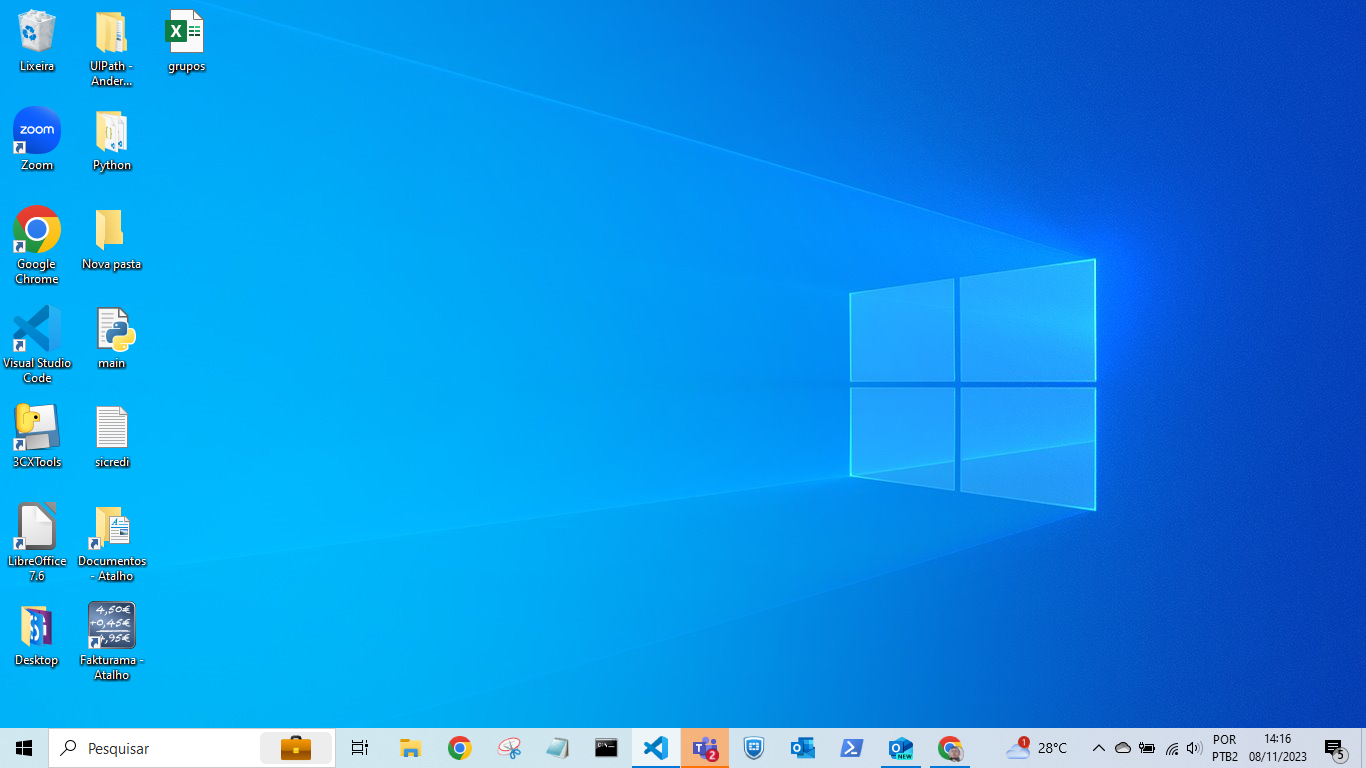 Lixeira
UIPath -
Ander...
grupos
zoom
Zoom
Python
Google
Chrome
Nova pasta
Visual Studio
Code
main
3CXTools
sicredi
LibreOffice
7.6
Documentos
- Atalho
4,50€
+0,45€
4,95€
Desktop
Fakturama -
Atalho
Pesquisar
2
NEW
1
28°C
POR
PTB2
14:16
08/11/2023
5